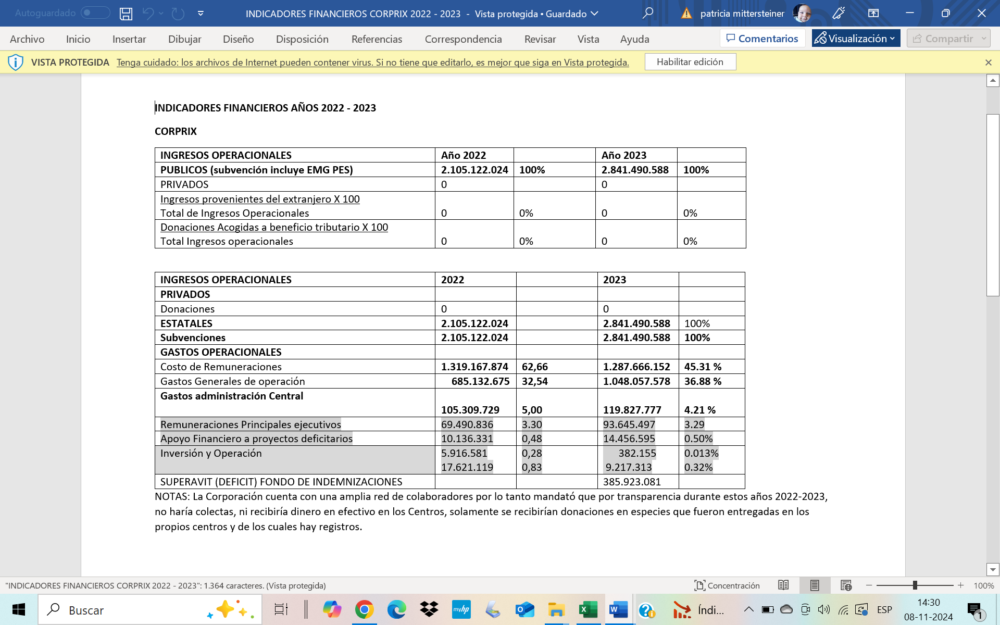 Autoguardado
INDICADORES FINANCIEROS CORPRIX 2022 - 2023 - Vista protegida • Guardado
patricia mittersteiner
Archivo Inicio Insertar Dibujar Diseño Disposición Referencias Correspondencia Revisar Vista Ayuda Comentarios Visualización Compartir
VISTA PROTEGIDA Tenga cuidado: los archivos de Internet pueden contener virus. Si no tiene que editarlo, es mejor que siga en Vista protegida. Habilitar edición
INDICADORES FINANCIEROS AÑOS 2022 - 2023
CORPRIX
INGRESOS OPERACIONALES Año 2022 Año 2023
PUBLICOS (subvención incluye EMG PES) 2.105.122.024 100% 2.841.490.588 100%
PRIVADOS 0 0
Ingresos provenientes del extranjero X 100
Total de Ingresos Operacionales 0 0% 0 0%
Donaciones Acogidas a beneficio tributario X 100
Total Ingresos operacionales 0 0% 0 0%
INGRESOS OPERACIONALES 2022 2023
PRIVADOS
Donaciones 0 0
ESTATALES 2.105.122.024 2.841.490.588 100%
Subvenciones 2.105.122.024 2.841.490.588 100%
GASTOS OPERACIONALES
Costo de Remuneraciones 1.319.167.874 62,66 1.287.666.152 45.31 %
Gastos Generales de operación 685.132.675 32,54 1.048.057.578 36.88 %
Gastos administración Central
105.309.729 5,00 119.827.777 4.21 %
Remuneraciones Principales ejecutivos 69.490.836 3.30 93.645.497 3.29
Apoyo Financiero a proyectos deficitarios 10.136.331 0,48 14.456.595 0.50%
Inversión y Operación 5.916.581 0,28 382.155 0.013%
17.621.119 0,83 9.217.313 0.32%
SUPERAVIT (DEFICIT) FONDO DE INDEMNIZACIONES 385.923.081
NOTAS: La Corporación cuenta con una amplia red de colaboradores por lo tanto mandató que por transparencia durante estos años 2022-2023,
no haría colectas, ni recibiría dinero en efectivo en los Centros, solamente se recibirían donaciones en especies que fueron entregadas en los
propios centros y de los cuales hay registros.
"INDICADORES FINANCIEROS CORPRIX 2022 - 2023": 1.364 caracteres. (Vista protegida) Concentración 100%
Buscar myhp Índi... ESP 14:30
08-11-2024 1